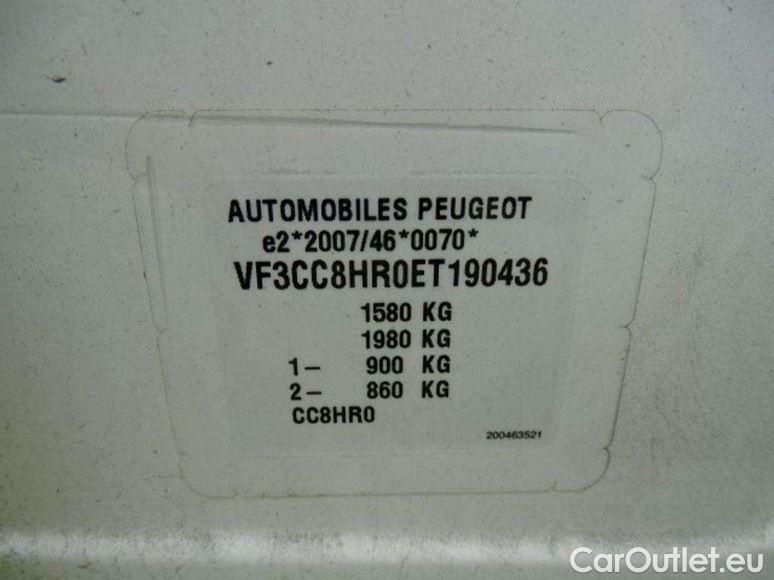 AUTOMOBILES PEUGEOT
e2*2007/46*0070*
VF3CC8HR0ET190436
1580 KG
1980 KG
1– 900 KG
2– 860 KG
CC8HR0
200463521
CarOutlet.eu